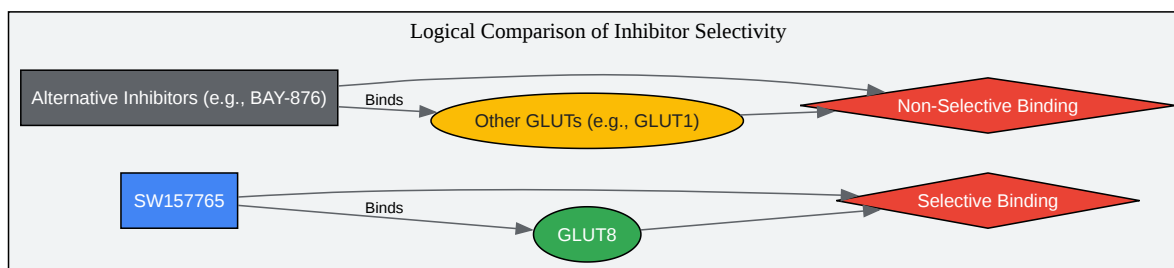 Logical Comparison of Inhibitor Selectivity
Alternative Inhibitors (e.g., BAY-876)
Binds
Other GLUTs (e.g., GLUT1)
Non-Selective Binding
SW157765
Binds
GLUT8
Selective Binding